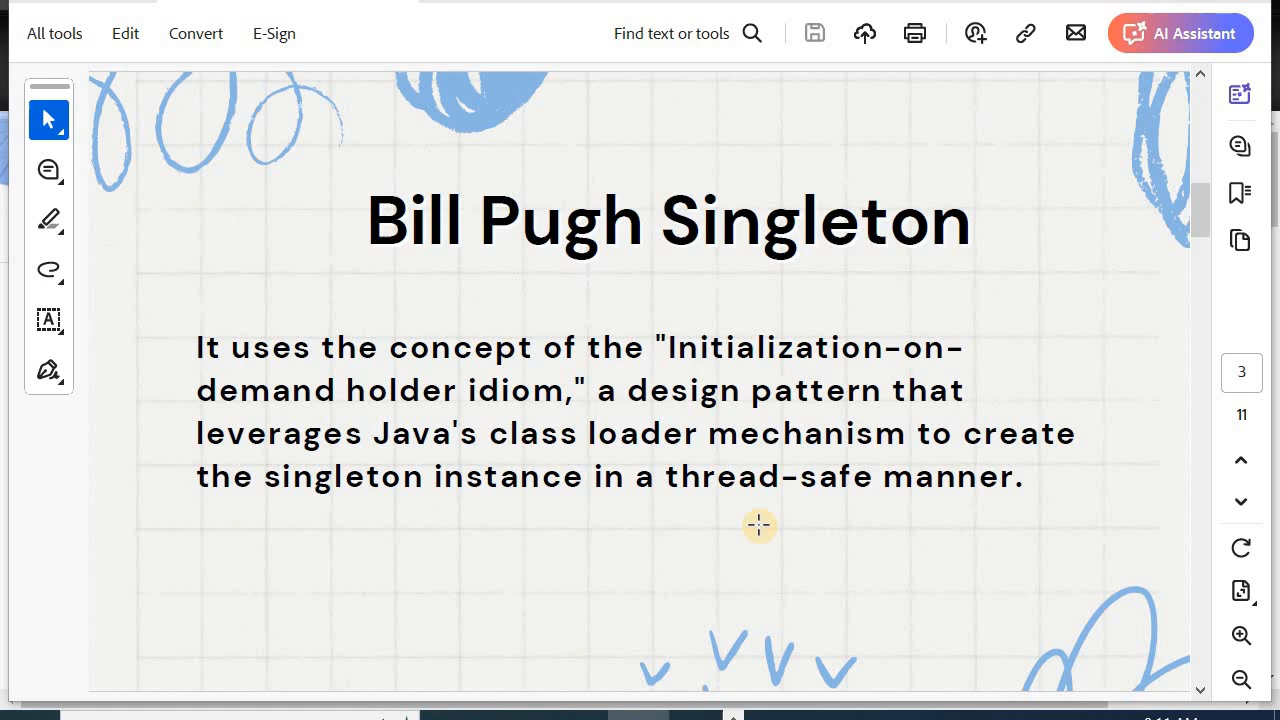 All tools Edit Convert E-Sign Find text or tools AI Assistant
Bill Pugh Singleton
It uses the concept of the "Initialization-on-
demand holder idiom," a design pattern that
leverages Java's class loader mechanism to create
the singleton instance in a thread-safe manner.
3
11